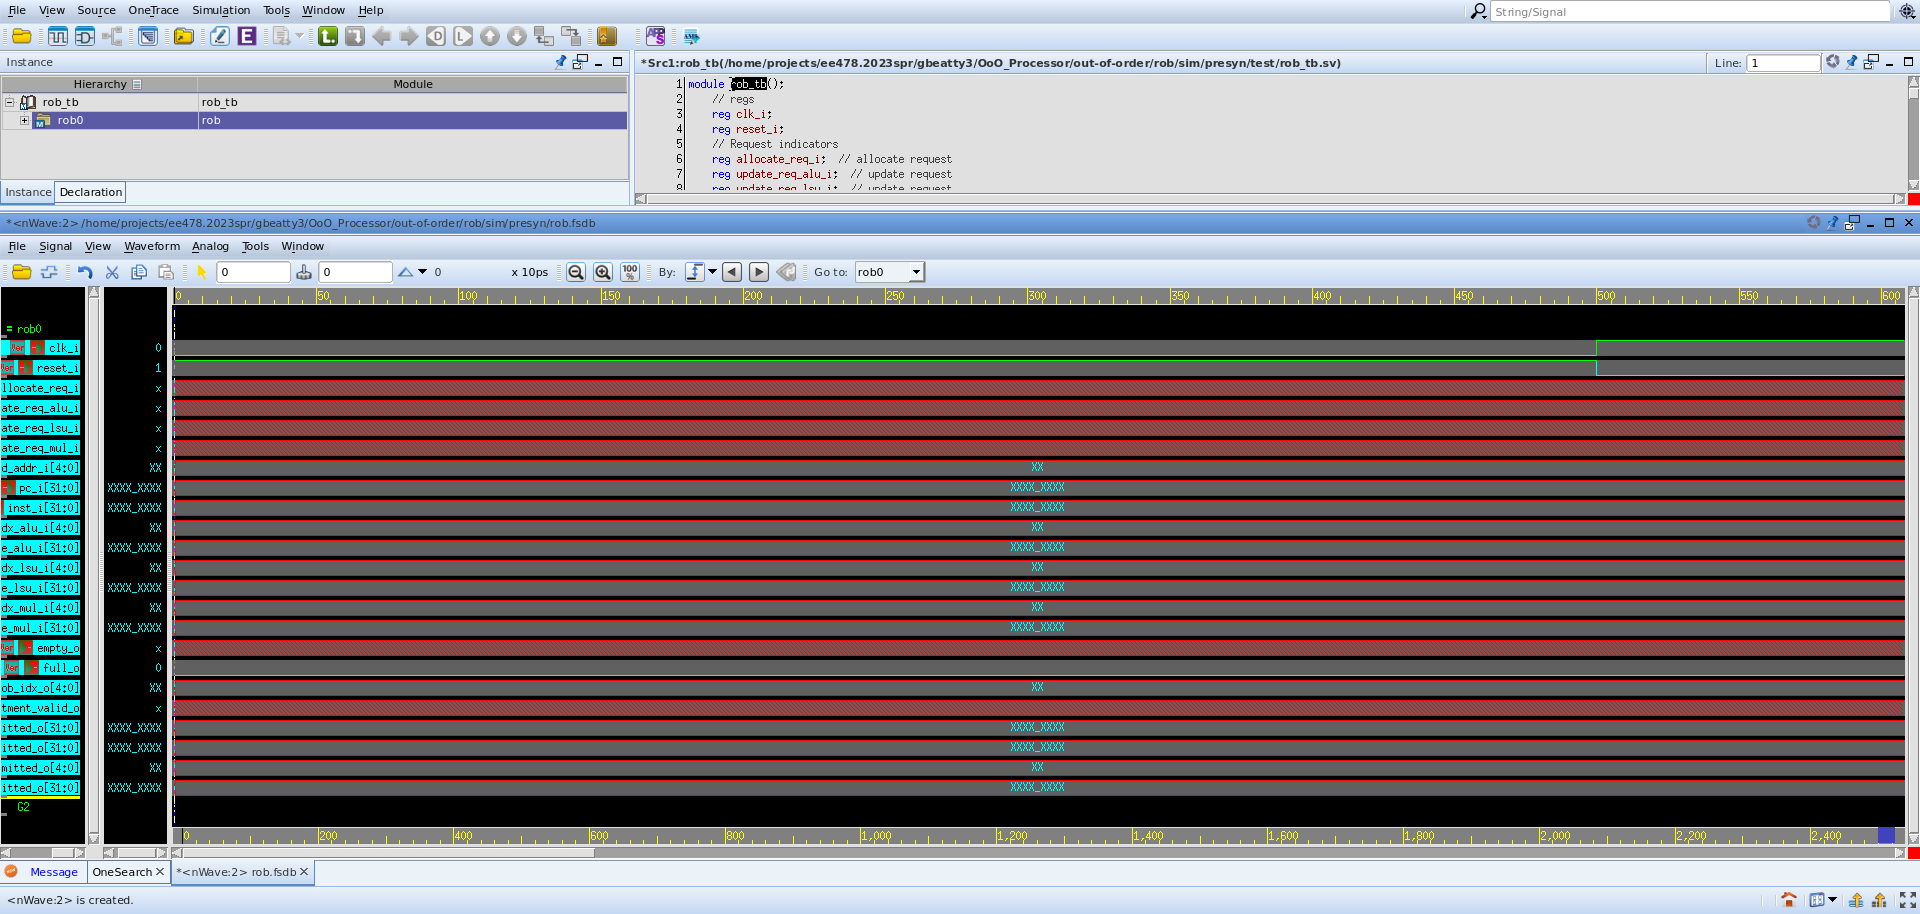 File View Source OneTrace Simulation Tools Window Help
String/Signal
Instance
*Src1:rob_tb(/home/projects/ee478.2023spr/gbeatty3/OoO_Processor/out-of-order/rob/sim/presyn/test/rob_tb.sv)
Line: 1
Hierarchy Module
rob_tb rob_tb
rob0 rob
1 module rob_tb();
2 // regs
3 reg clk_i;
4 reg reset_i;
5 // Request indicators
6 reg allocate_req_i; // allocate request
7 reg update_req_alu_i; // update request
8 reg update_req_lsu_i; // update request
Instance Declaration
*<nWave:2> /home/projects/ee478.2023spr/gbeatty3/OoO_Processor/out-of-order/rob/sim/presyn/rob.fsdb
File Signal View Waveform Analog Tools Window
0 0 0 x 10ps 100% By: Go to: rob0
0 50 100 150 200 250 300 350 400 450 500 550 600
= rob0
clk_i 0
reset_i 1
llocate_req_i x
ate_req_alu_i x
ate_req_lsu_i x
ate_req_mul_i x
d_addr_i[4:0] XX XX
pc_i[31:0] XXXX_XXXX XXXX_XXXX
inst_i[31:0] XXXX_XXXX XXXX_XXXX
dx_alu_i[4:0] XX XX
e_alu_i[31:0] XXXX_XXXX XXXX_XXXX
dx_lsu_i[4:0] XX XX
e_lsu_i[31:0] XXXX_XXXX XXXX_XXXX
dx_mul_i[4:0] XX XX
e_mul_i[31:0] XXXX_XXXX XXXX_XXXX
empty_o x
full_o 0
ob_idx_o[4:0] XX XX
tment_valid_o x
itted_o[31:0] XXXX_XXXX XXXX_XXXX
itted_o[31:0] XXXX_XXXX XXXX_XXXX
mitted_o[4:0] XX XX
itted_o[31:0] XXXX_XXXX XXXX_XXXX
G2
0 200 400 600 800 1,000 1,200 1,400 1,600 1,800 2,000 2,200 2,400
Message OneSearch *<nWave:2> rob.fsdb
<nWave:2> is created.